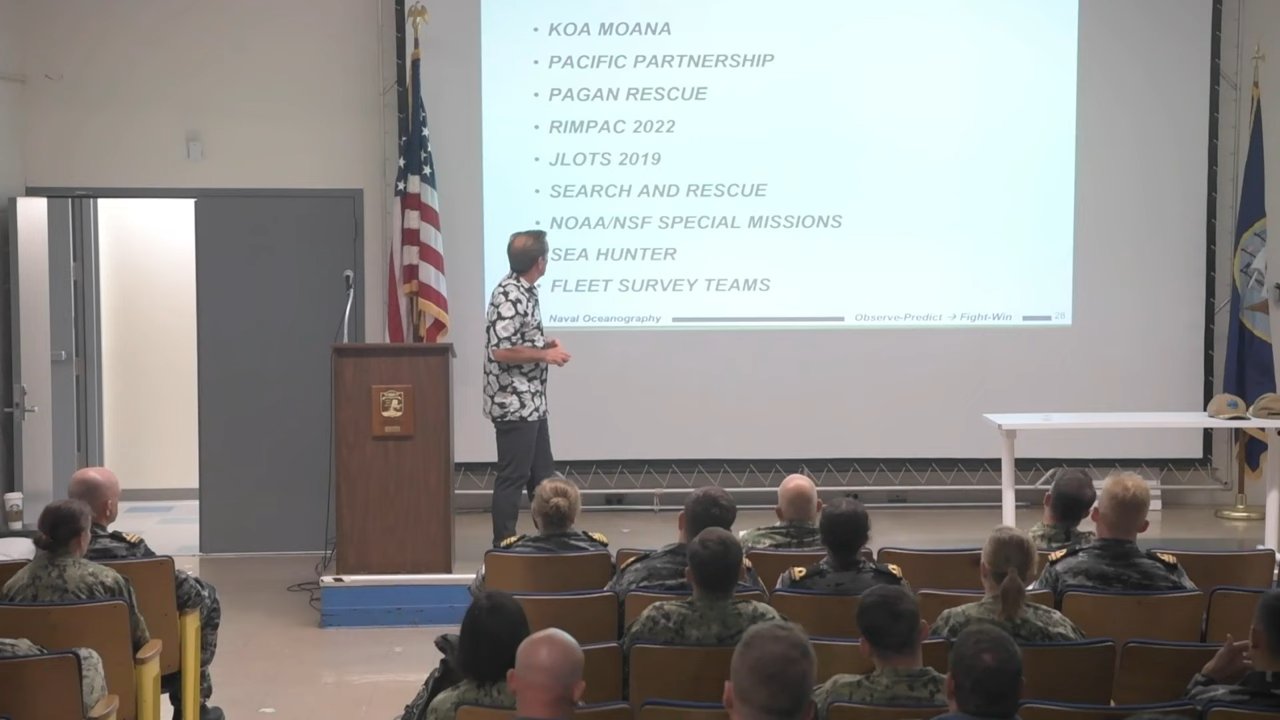 • KOA MOANA
• PACIFIC PARTNERSHIP
• PAGAN RESCUE
• RIMPAC 2022
• JLOTS 2019
• SEARCH AND RESCUE
• NOAA/NSF SPECIAL MISSIONS
SEA HUNTER
FLEET SURVEY TEAMS
Naval Oceanography Observe-Predict → Fight-Win 28